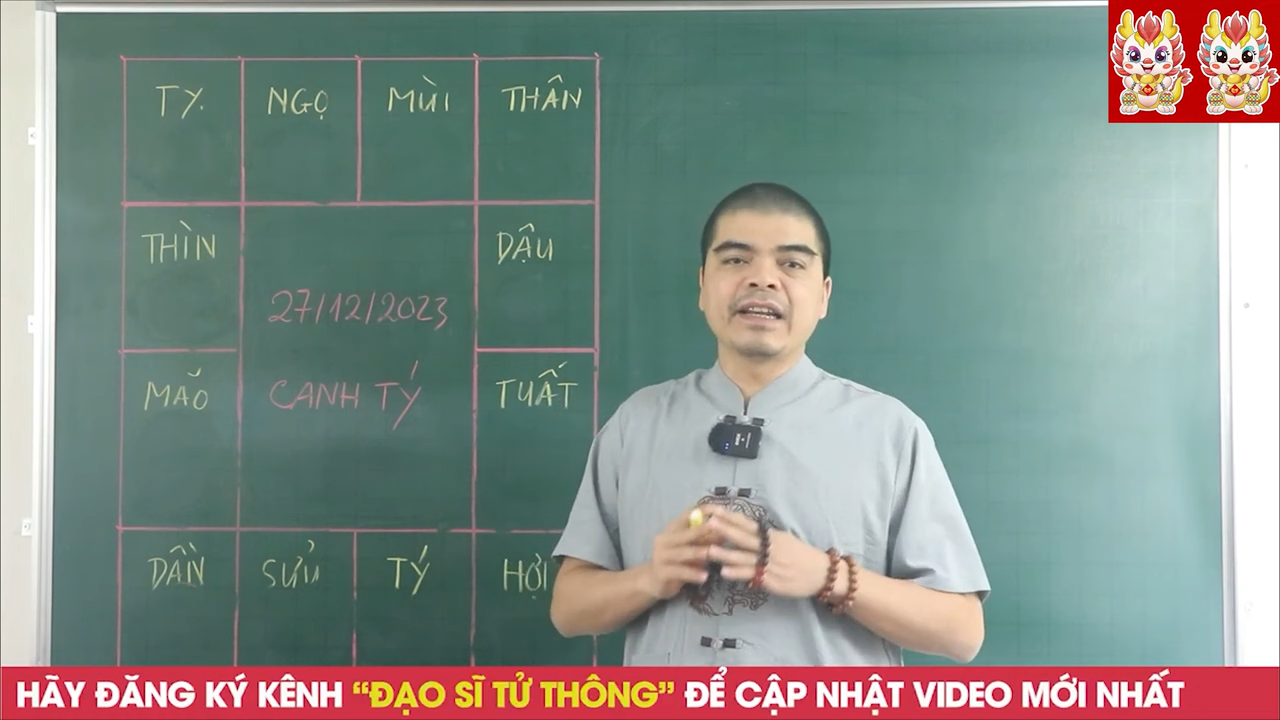 TY. NGỌ MÙI THÂN
THÌN DẬU
27/12/2023
MÃO CANH TÝ TUẤT
DẦN SỬU TÝ HỢI
HÃY ĐĂNG KÝ KÊNH “ĐẠO SĨ TỬ THÔNG” ĐỂ CẬP NHẬT VIDEO MỚI NHẤT